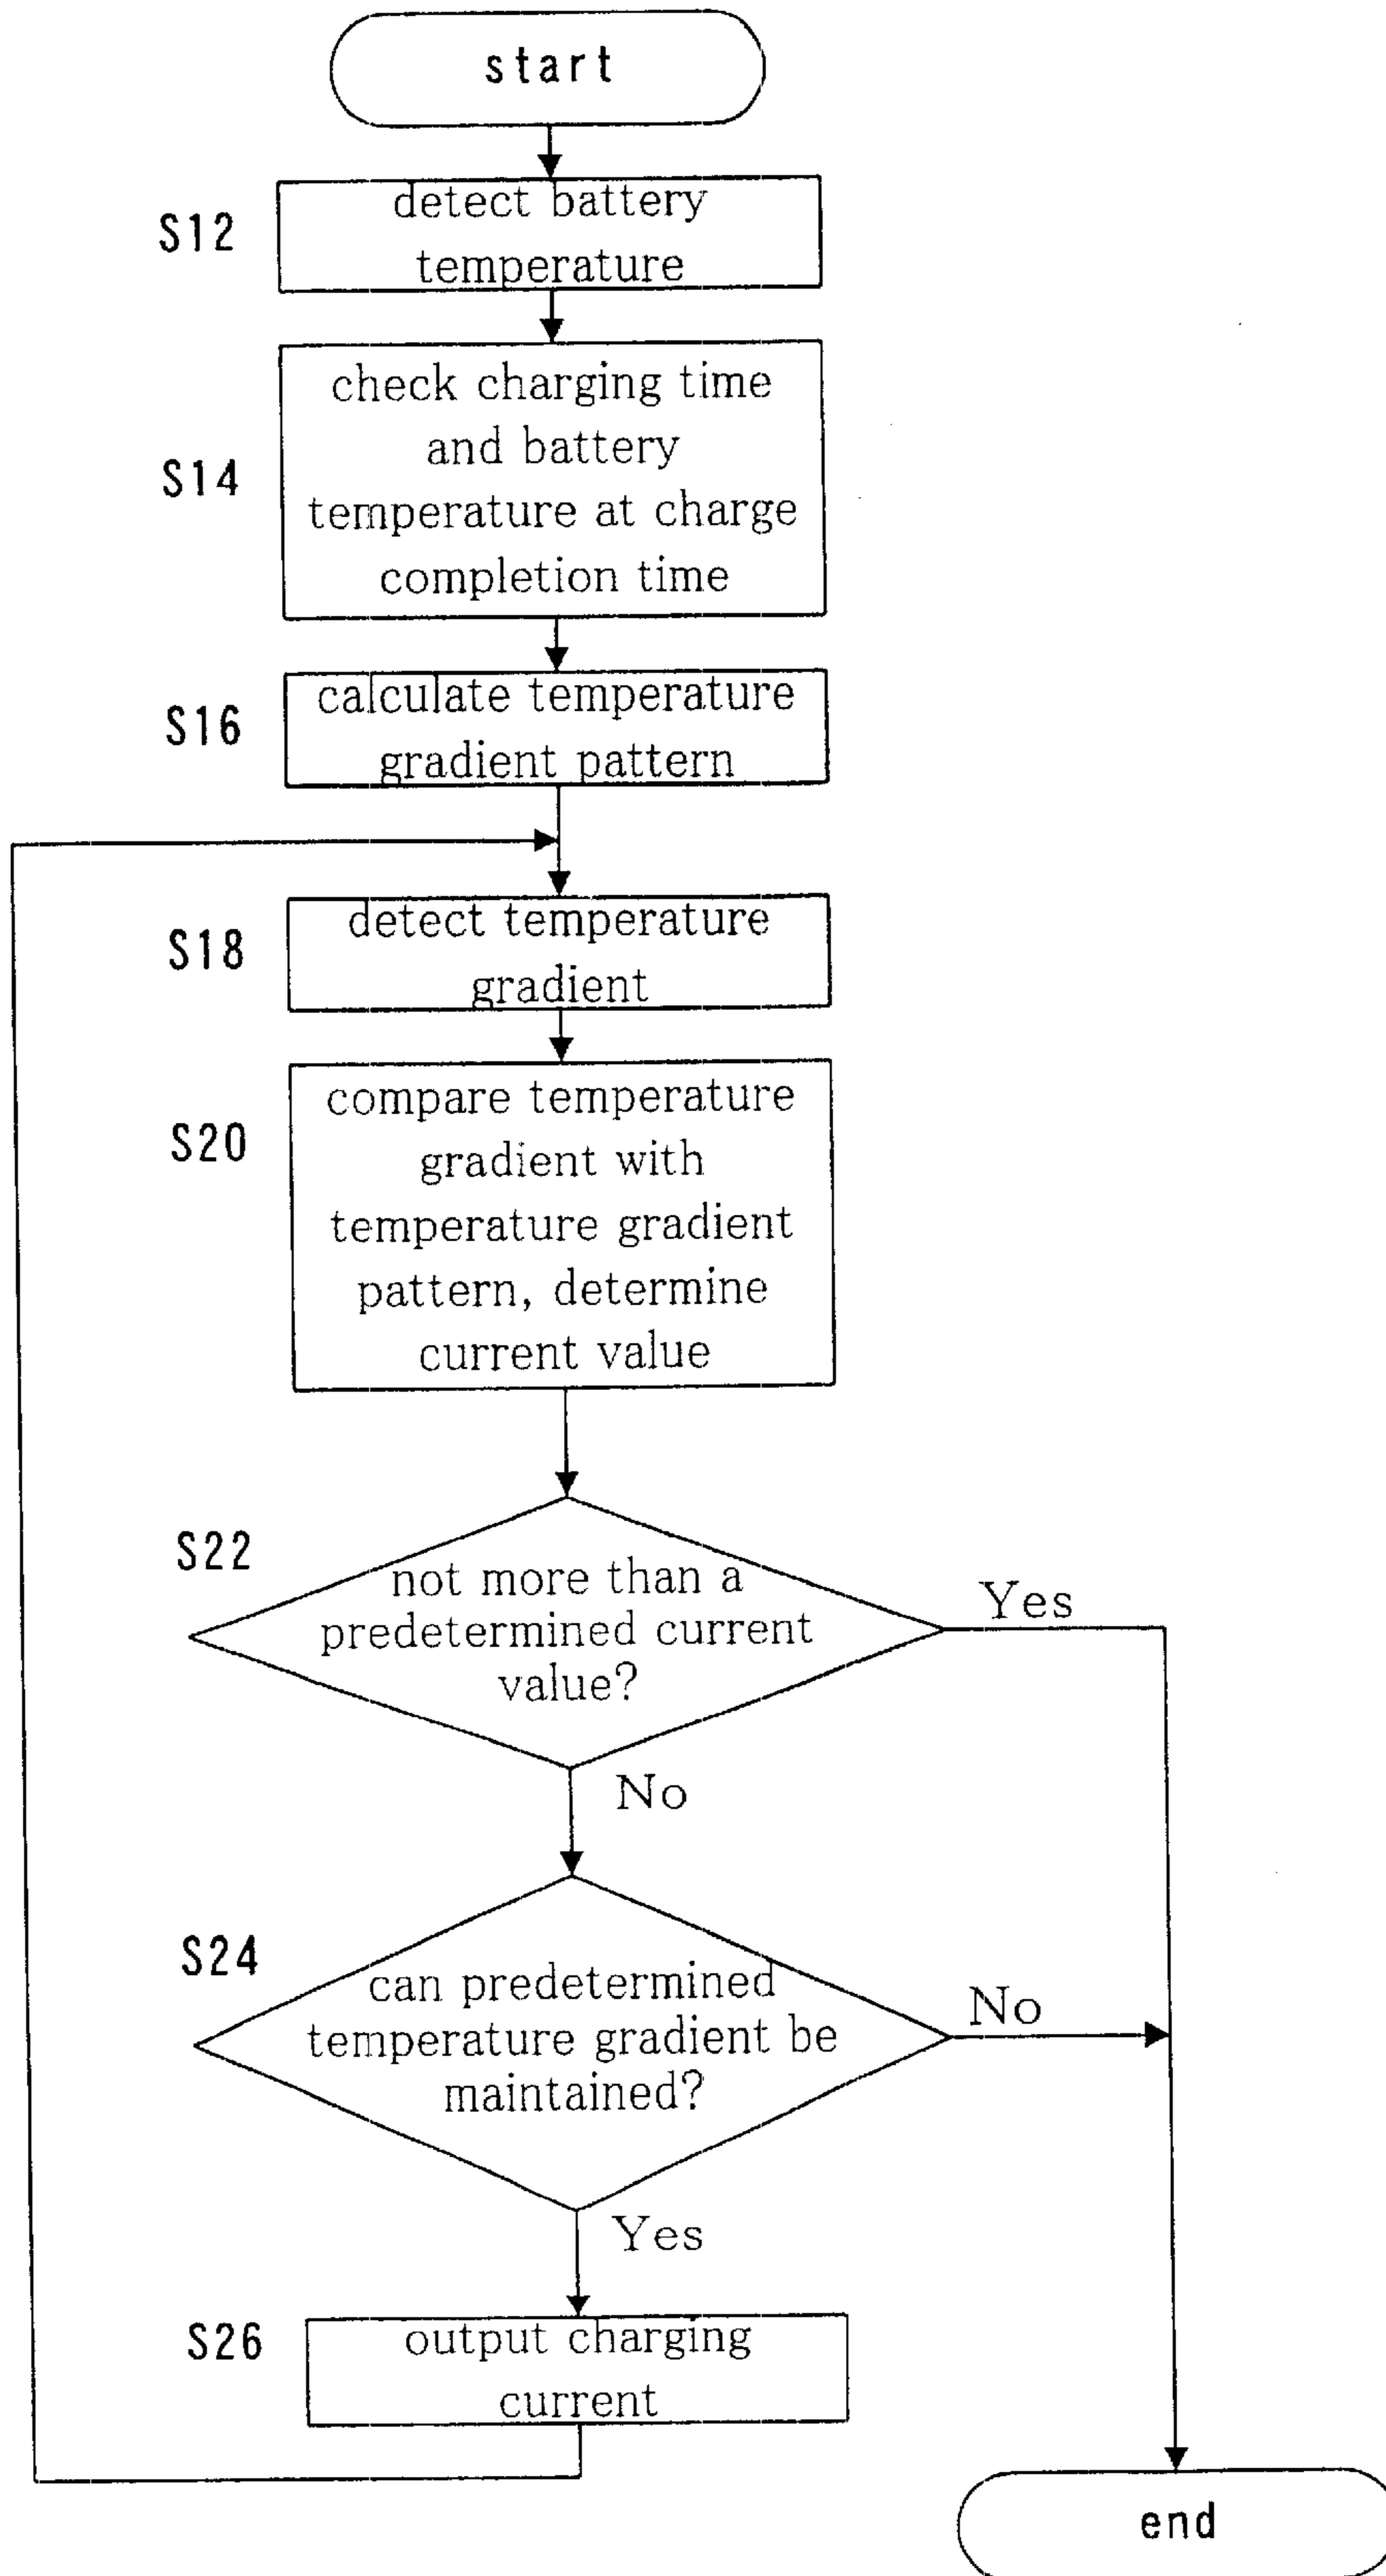 start
S12
detect battery
temperature
S14
check charging time
and battery
temperature at charge
completion time
S16
calculate temperature
gradient pattern
S18
detect temperature
gradient
S20
compare temperature
gradient with
temperature gradient
pattern, determine
current value
S22
not more than a
predetermined current
value?
Yes
No
S24
can predetermined
temperature gradient be
maintained?
No
Yes
S26
output charging
current
end